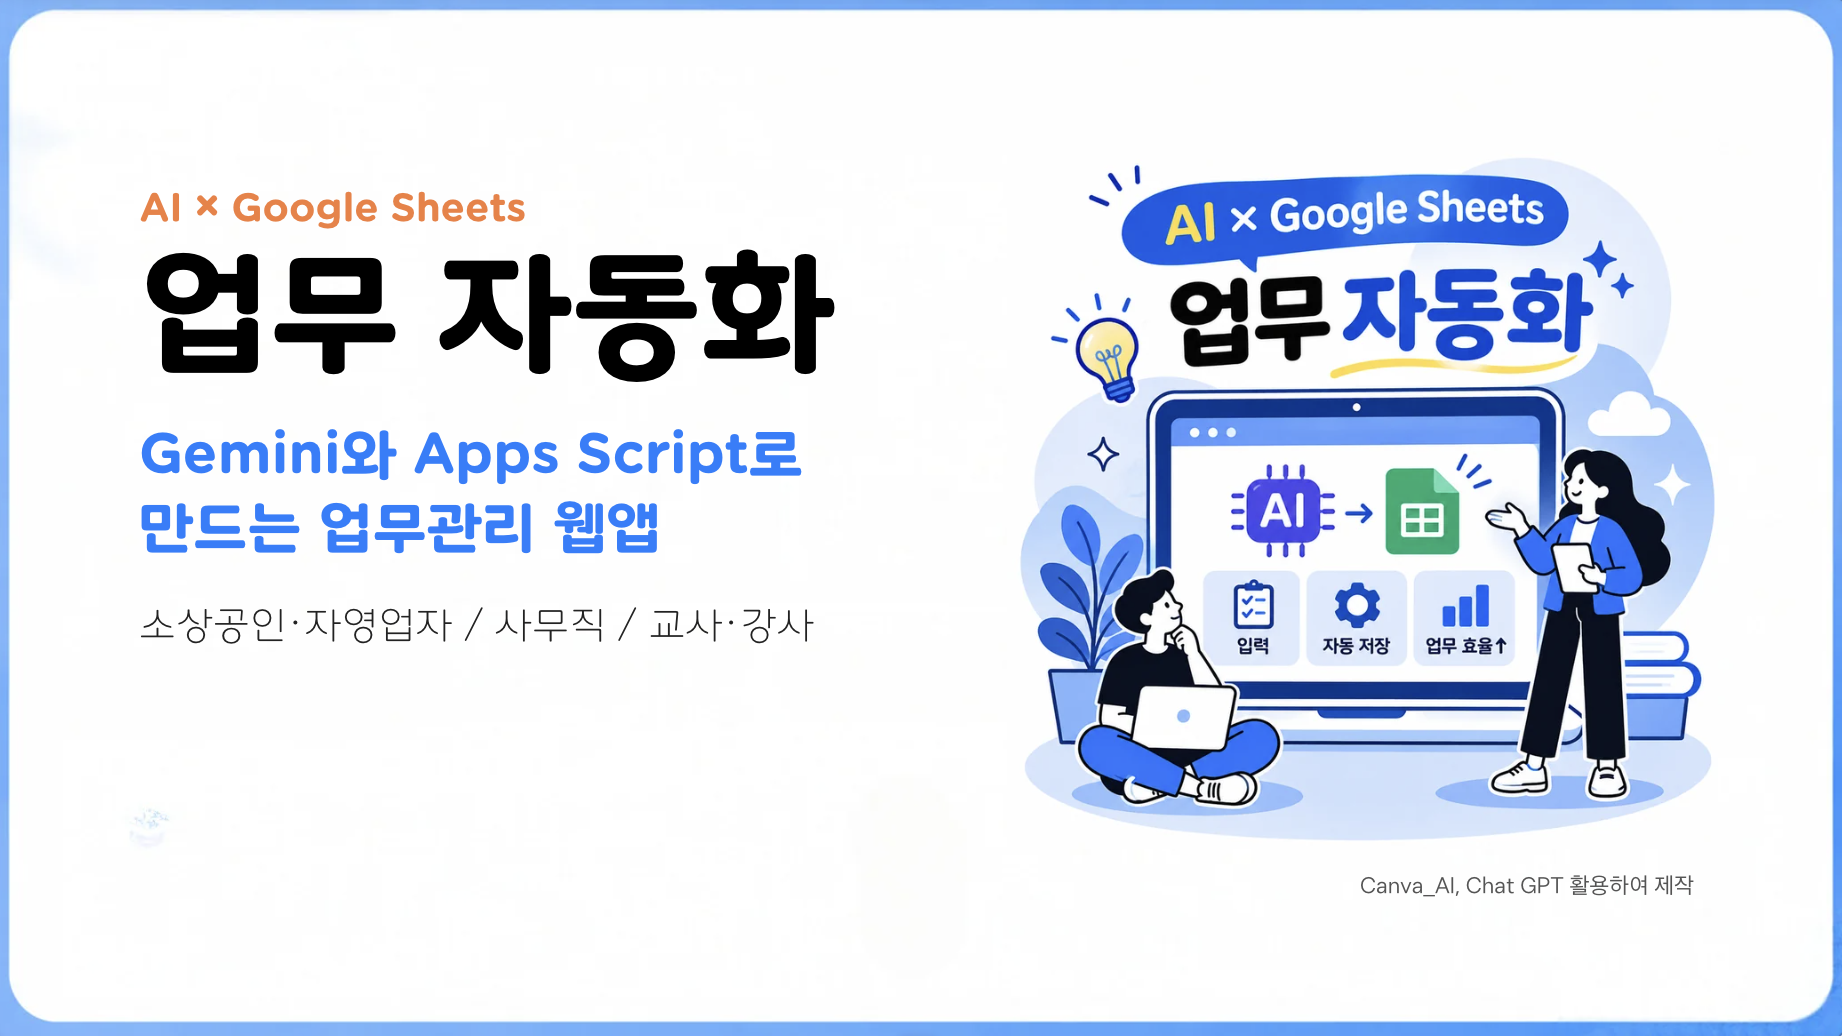 AI × Google Sheets
업무 자동화
Gemini와 Apps Script로
만드는 업무관리 웹앱
소상공인·자영업자 / 사무직 / 교사·강사
AI × Google Sheets
업무 자동화
AI
입력
자동 저장
업무 효율↑
Canva_AI, Chat GPT 활용하여 제작